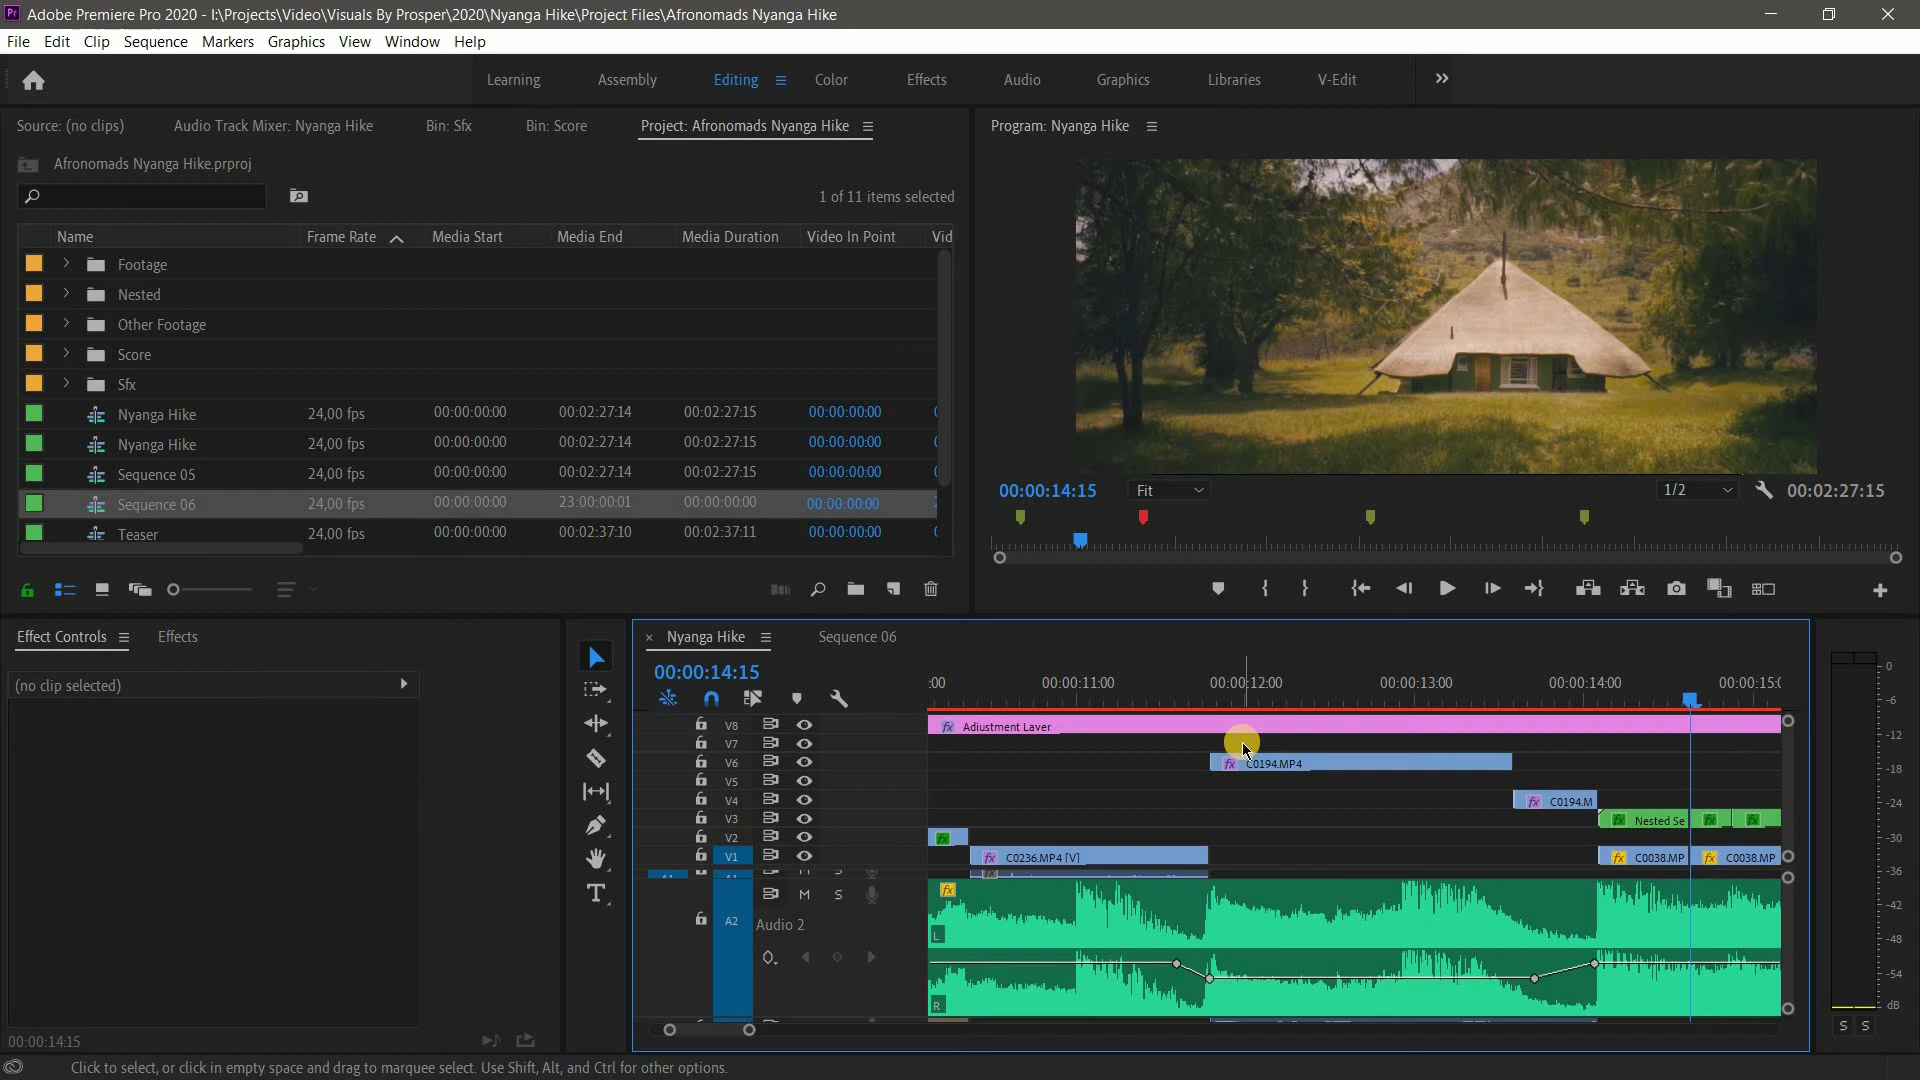 Adobe Premiere Pro 2020 - I:\Projects\Video\Visuals By Prosper\2020\Nyanga Hike\Project Files\Afronomads Nyanga Hike
File Edit Clip Sequence Markers Graphics View Window Help
Learning Assembly Editing Color Effects Audio Graphics Libraries V-Edit
Source: (no clips) Audio Track Mixer: Nyanga Hike Bin: Sfx Bin: Score Project: Afronomads Nyanga Hike
Afronomads Nyanga Hike.prproj
1 of 11 items selected
Name Frame Rate Media Start Media End Media Duration Video In Point Vid
Footage
Nested
Other Footage
Score
Sfx
Nyanga Hike 24,00 fps 00:00:00:00 00:02:27:14 00:02:27:15 00:00:00:00
Nyanga Hike 24,00 fps 00:00:00:00 00:02:27:14 00:02:27:15 00:00:00:00
Sequence 05 24,00 fps 00:00:00:00 00:02:27:14 00:02:27:15 00:00:00:00
Sequence 06 24,00 fps 00:00:00:00 23:00:00:01 00:00:00:00 00:00:00:00
Teaser 24,00 fps 00:00:00:00 00:02:37:10 00:02:37:11 00:00:00:00
Program: Nyanga Hike
00:00:14:15 Fit 1/2 00:02:27:15
Effect Controls Effects
(no clip selected)
00:00:14:15
Nyanga Hike Sequence 06
00:00:14:15
:00 00:00:11:00 00:00:12:00 00:00:13:00 00:00:14:00 00:00:15:0
V8 fx Adjustment Layer
V7
V6 fx C0194.MP4
V5
V4 fx C0194.M
V3 fx Nested Se fx fx
V2 fx
V1 fx C0236.MP4 [V] fx C0038.MP fx C0038.MP
A1 A1 M S
fx
M S
A2 Audio 2
L
R
0
-6
-12
-18
-24
-30
-36
-42
-48
-54
dB
S S
Click to select, or click in empty space and drag to marquee select. Use Shift, Alt, and Ctrl for other options.